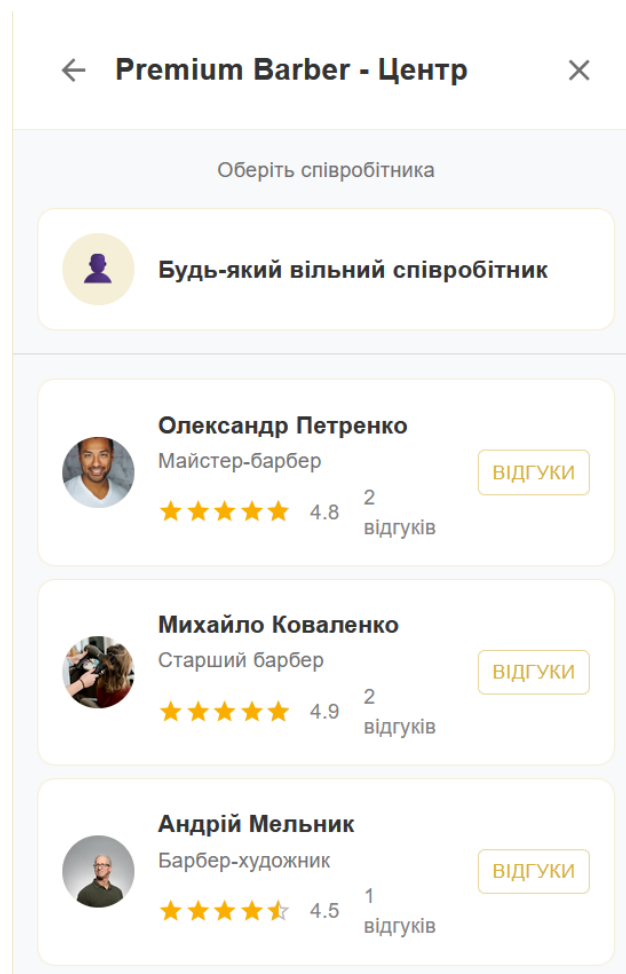 Premium Barber - Центр
Оберіть співробітника
Будь-який вільний співробітник
Олександр Петренко
Майстер-барбер
4.8
2
відгуків
ВІДГУКИ
Михайло Коваленко
Старший барбер
4.9
2
відгуків
ВІДГУКИ
Андрій Мельник
Барбер-художник
4.5
1
відгуків
ВІДГУКИ